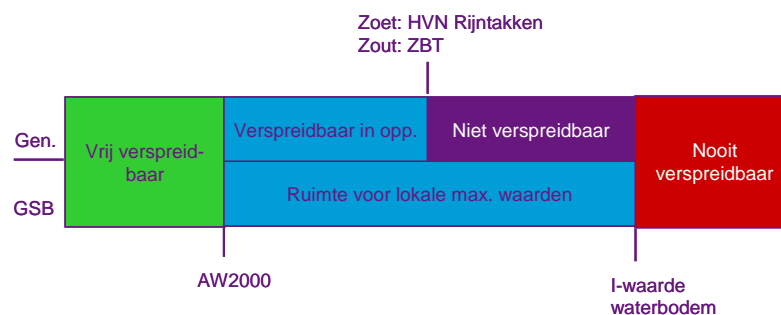 Zoet: HVN Rijntakken
Zout: ZBT
Gen.
GSB
Vrij verspreid-
baar
Verspreidbaar in opp.
Niet verspreidbaar
Ruimte voor lokale max. waarden
Nooit
verspreidbaar
AW2000
I-waarde
waterbodem